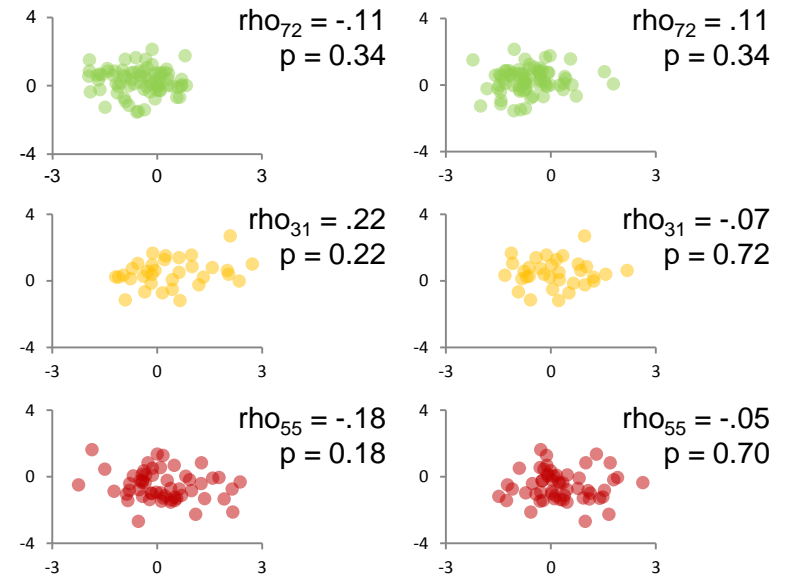 rho72 = -.11
p = 0.34
4
0
-4
-3 0 3
rho72 = .11
p = 0.34
4
0
-4
-3 0 3
rho31 = .22
p = 0.22
4
0
-4
-3 0 3
rho31 = -.07
p = 0.72
4
0
-4
-3 0 3
rho55 = -.18
p = 0.18
4
0
-4
-3 0 3
rho55 = -.05
p = 0.70
4
0
-4
-3 0 3